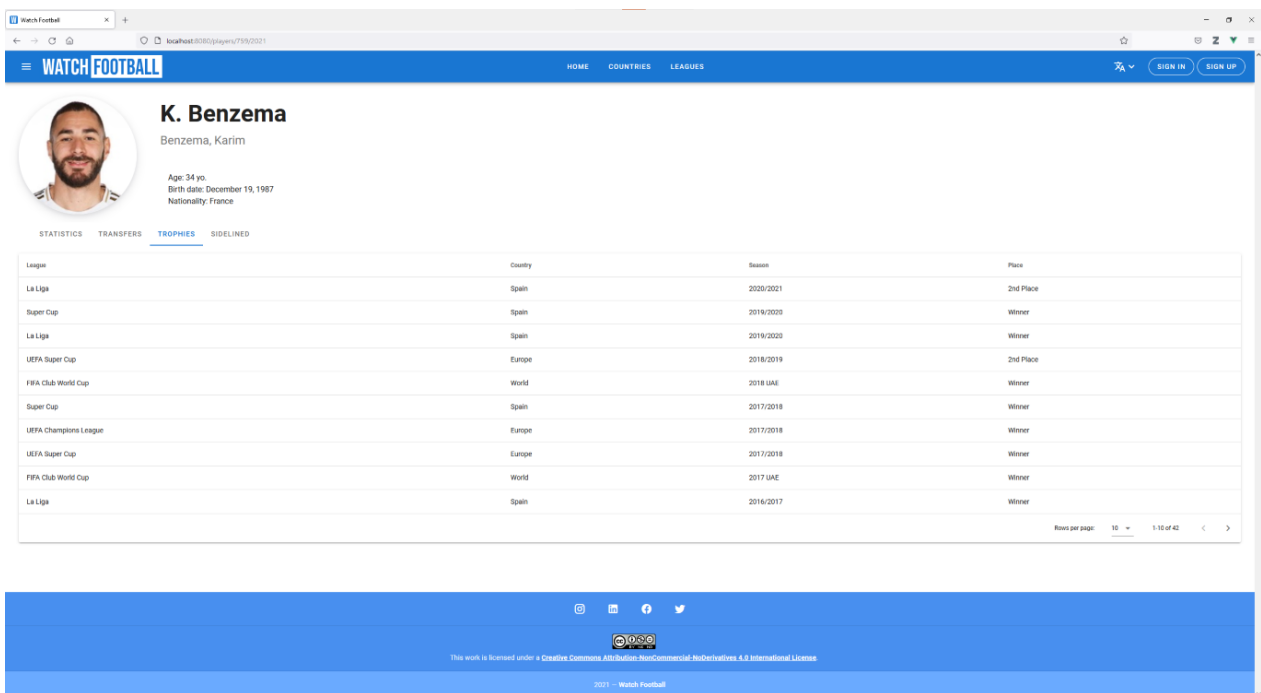 Watch Football
localhost:8080/players/759/2021
WATCH FOOTBALL
HOME COUNTRIES LEAGUES
SIGN IN SIGN UP
K. Benzema
Benzema, Karim
Age: 34 yo.
Birth date: December 19, 1987
Nationality: France
STATISTICS TRANSFERS TROPHIES SIDELINED
League Country Season Place
La Liga Spain 2020/2021 2nd Place
Super Cup Spain 2019/2020 Winner
La Liga Spain 2019/2020 Winner
UEFA Super Cup Europe 2018/2019 2nd Place
FIFA Club World Cup World 2018 UAE Winner
Super Cup Spain 2017/2018 Winner
UEFA Champions League Europe 2017/2018 Winner
UEFA Super Cup Europe 2017/2018 Winner
FIFA Club World Cup World 2017 UAE Winner
La Liga Spain 2016/2017 Winner
Rows per page: 10 1-10 of 42
BY NC ND
This work is licensed under a Creative Commons Attribution-NonCommercial-NoDerivatives 4.0 International License.
2021 — Watch Football